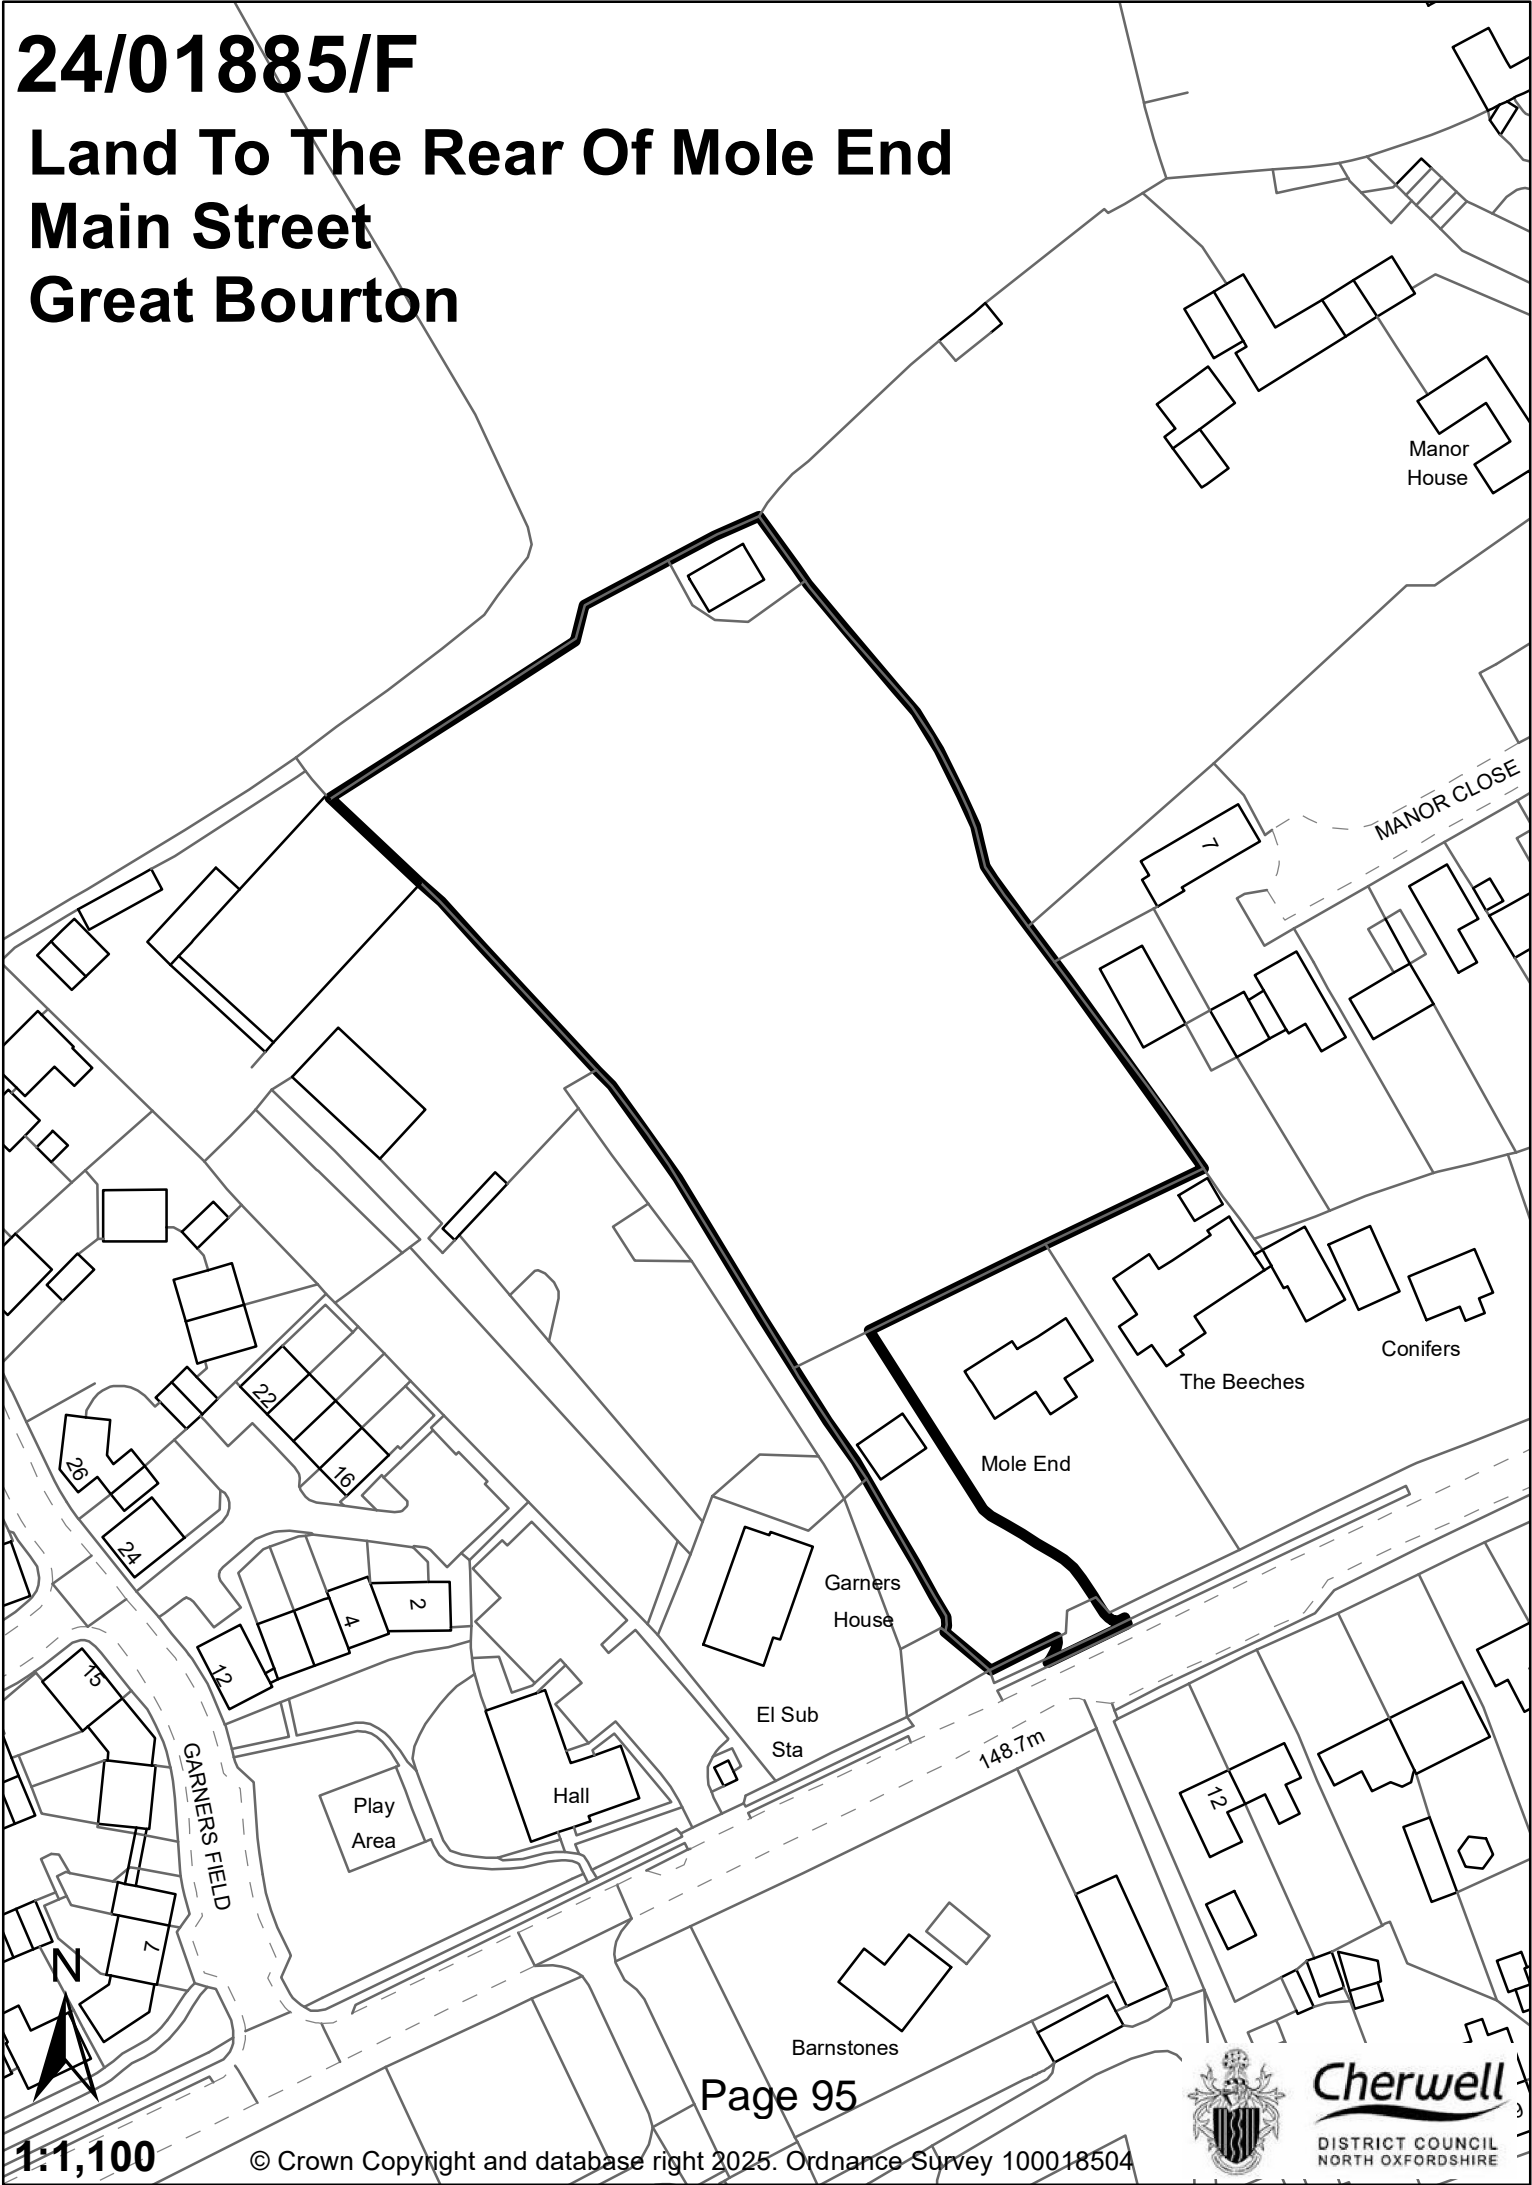 24/01885/F
Land To The Rear Of Mole End
Main Street
Great Bourton
Manor
House
MANOR CLOSE
7
Conifers
The Beeches
Mole End
22
16
26
24
Garners
House
2
4
12
15
El Sub
Sta
148.7m
12
Play
Area
Hall
GARNERS FIELD
7
N
Barnstones
Page 95
Cherwell
DISTRICT COUNCIL
NORTH OXFORDSHIRE
1:1,100
© Crown Copyright and database right 2025. Ordnance Survey 100018504